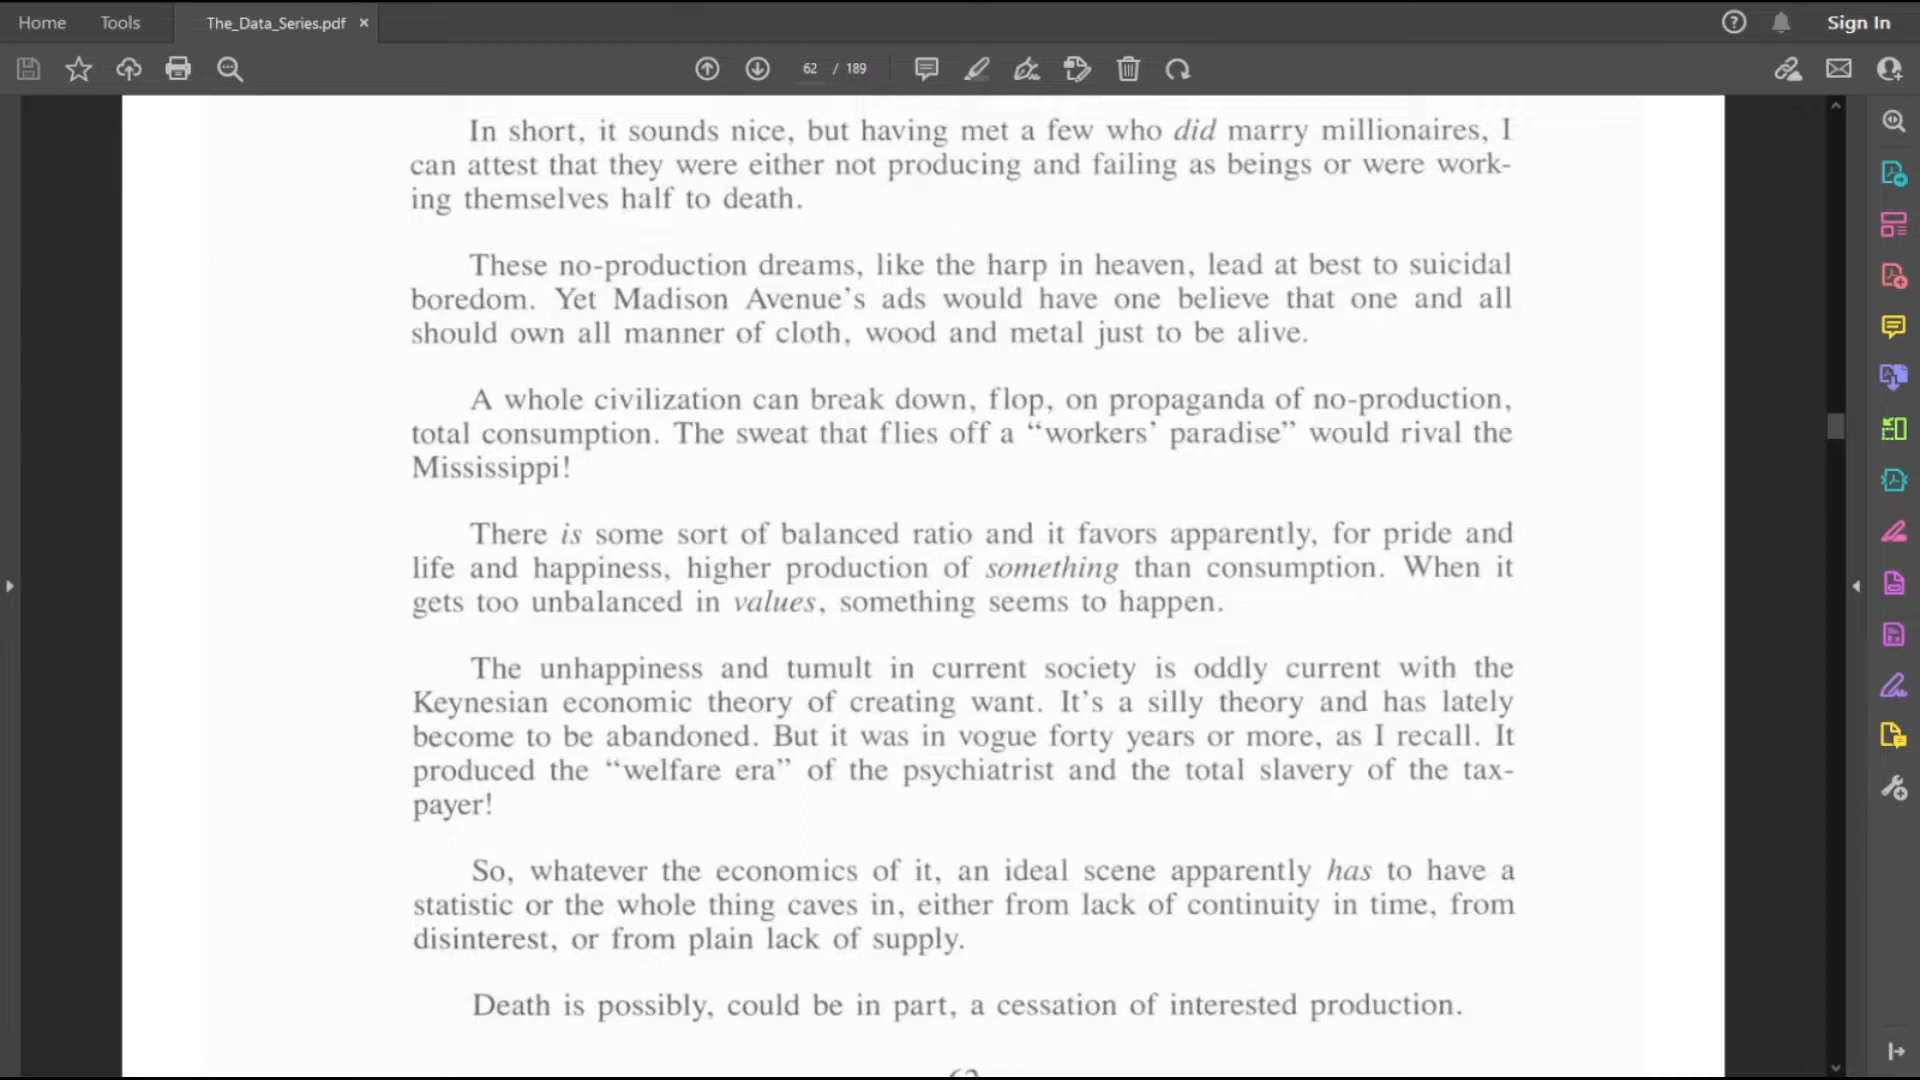 Home Tools The_Data_Series.pdf × Sign In
62 / 189
In short, it sounds nice, but having met a few who did marry millionaires, I
can attest that they were either not producing and failing as beings or were work-
ing themselves half to death.
These no-production dreams, like the harp in heaven, lead at best to suicidal
boredom. Yet Madison Avenue's ads would have one believe that one and all
should own all manner of cloth, wood and metal just to be alive.
A whole civilization can break down, flop, on propaganda of no-production,
total consumption. The sweat that flies off a “workers' paradise” would rival the
Mississippi!
There is some sort of balanced ratio and it favors apparently, for pride and
life and happiness, higher production of something than consumption. When it
gets too unbalanced in values, something seems to happen.
The unhappiness and tumult in current society is oddly current with the
Keynesian economic theory of creating want. It's a silly theory and has lately
become to be abandoned. But it was in vogue forty years or more, as I recall. It
produced the “welfare era” of the psychiatrist and the total slavery of the tax-
payer!
So, whatever the economics of it, an ideal scene apparently has to have a
statistic or the whole thing caves in, either from lack of continuity in time, from
disinterest, or from plain lack of supply.
Death is possibly, could be in part, a cessation of interested production.